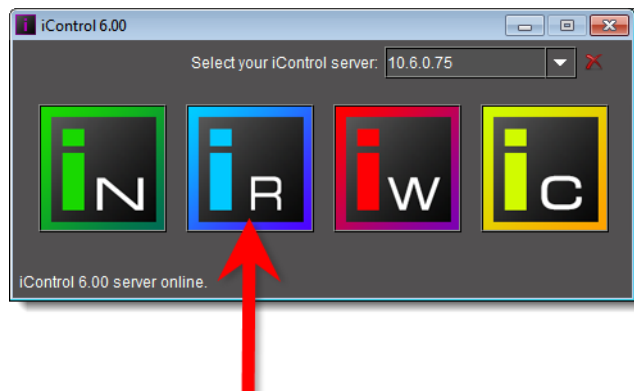 iControl 6.00
Select your iControl server: 10.6.0.75
iN iR iW iC
iControl 6.00 server online.